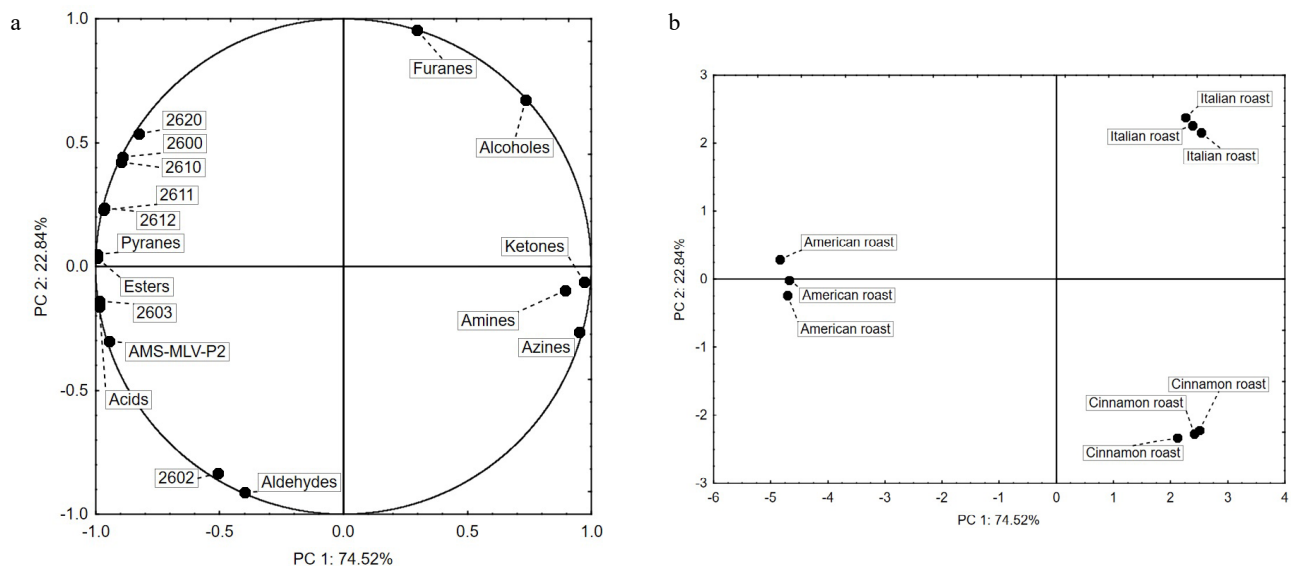 a
1.0
0.5
0.0
-0.5
-1.0
PC 2: 22.84%
Furanes
Alcoholes
2620
2600
2610
2611
2612
Pyranes
Esters
2603
AMS-MLV-P2
Acids
2602
Aldehydes
Ketones
Amines
Azines
-1.0 -0.5 0.0 0.5 1.0
PC 1: 74.52%
b
3
2
1
0
-1
-2
-3
PC 2: 22.84%
Italian roast
Italian roast
Italian roast
American roast
American roast
American roast
Cinnamon roast
Cinnamon roast
Cinnamon roast
-6 -5 -4 -3 -2 -1 0 1 2 3 4
PC 1: 74.52%